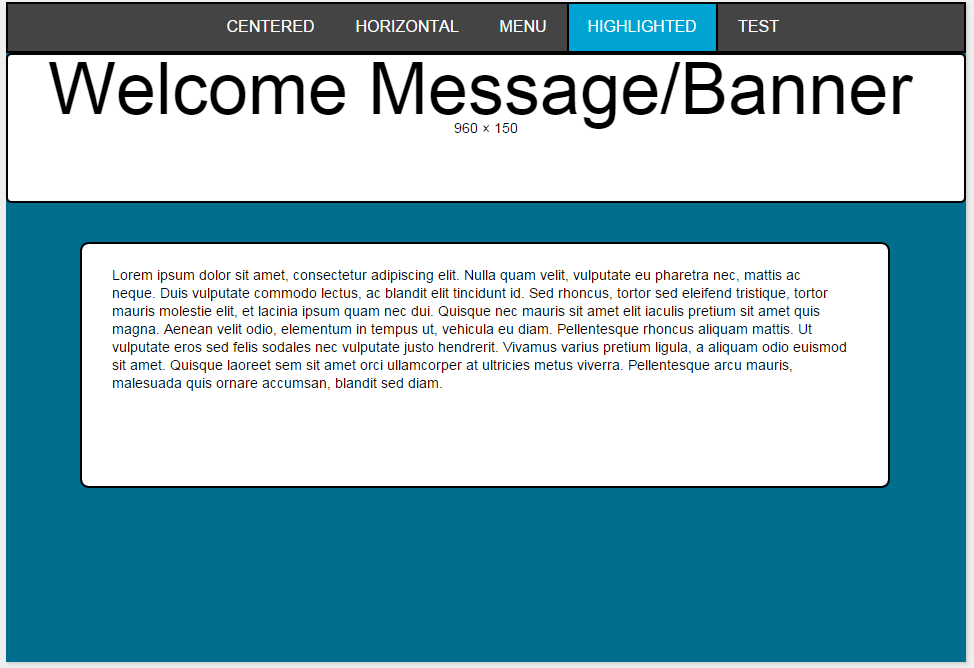 CENTERED HORIZONTAL MENU HIGHLIGHTED TEST
Welcome Message/Banner
960 × 150
Lorem ipsum dolor sit amet, consectetur adipiscing elit. Nulla quam velit, vulputate eu pharetra nec, mattis ac
neque. Duis vulputate commodo lectus, ac blandit elit tincidunt id. Sed rhoncus, tortor sed eleifend tristique, tortor
mauris molestie elit, et lacinia ipsum quam nec dui. Quisque nec mauris sit amet elit iaculis pretium sit amet quis
magna. Aenean velit odio, elementum in tempus ut, vehicula eu diam. Pellentesque rhoncus aliquam mattis. Ut
vulputate eros sed felis sodales nec vulputate justo hendrerit. Vivamus varius pretium ligula, a aliquam odio euismod
sit amet. Quisque laoreet sem sit amet orci ullamcorper at ultricies metus viverra. Pellentesque arcu mauris,
malesuada quis ornare accumsan, blandit sed diam.